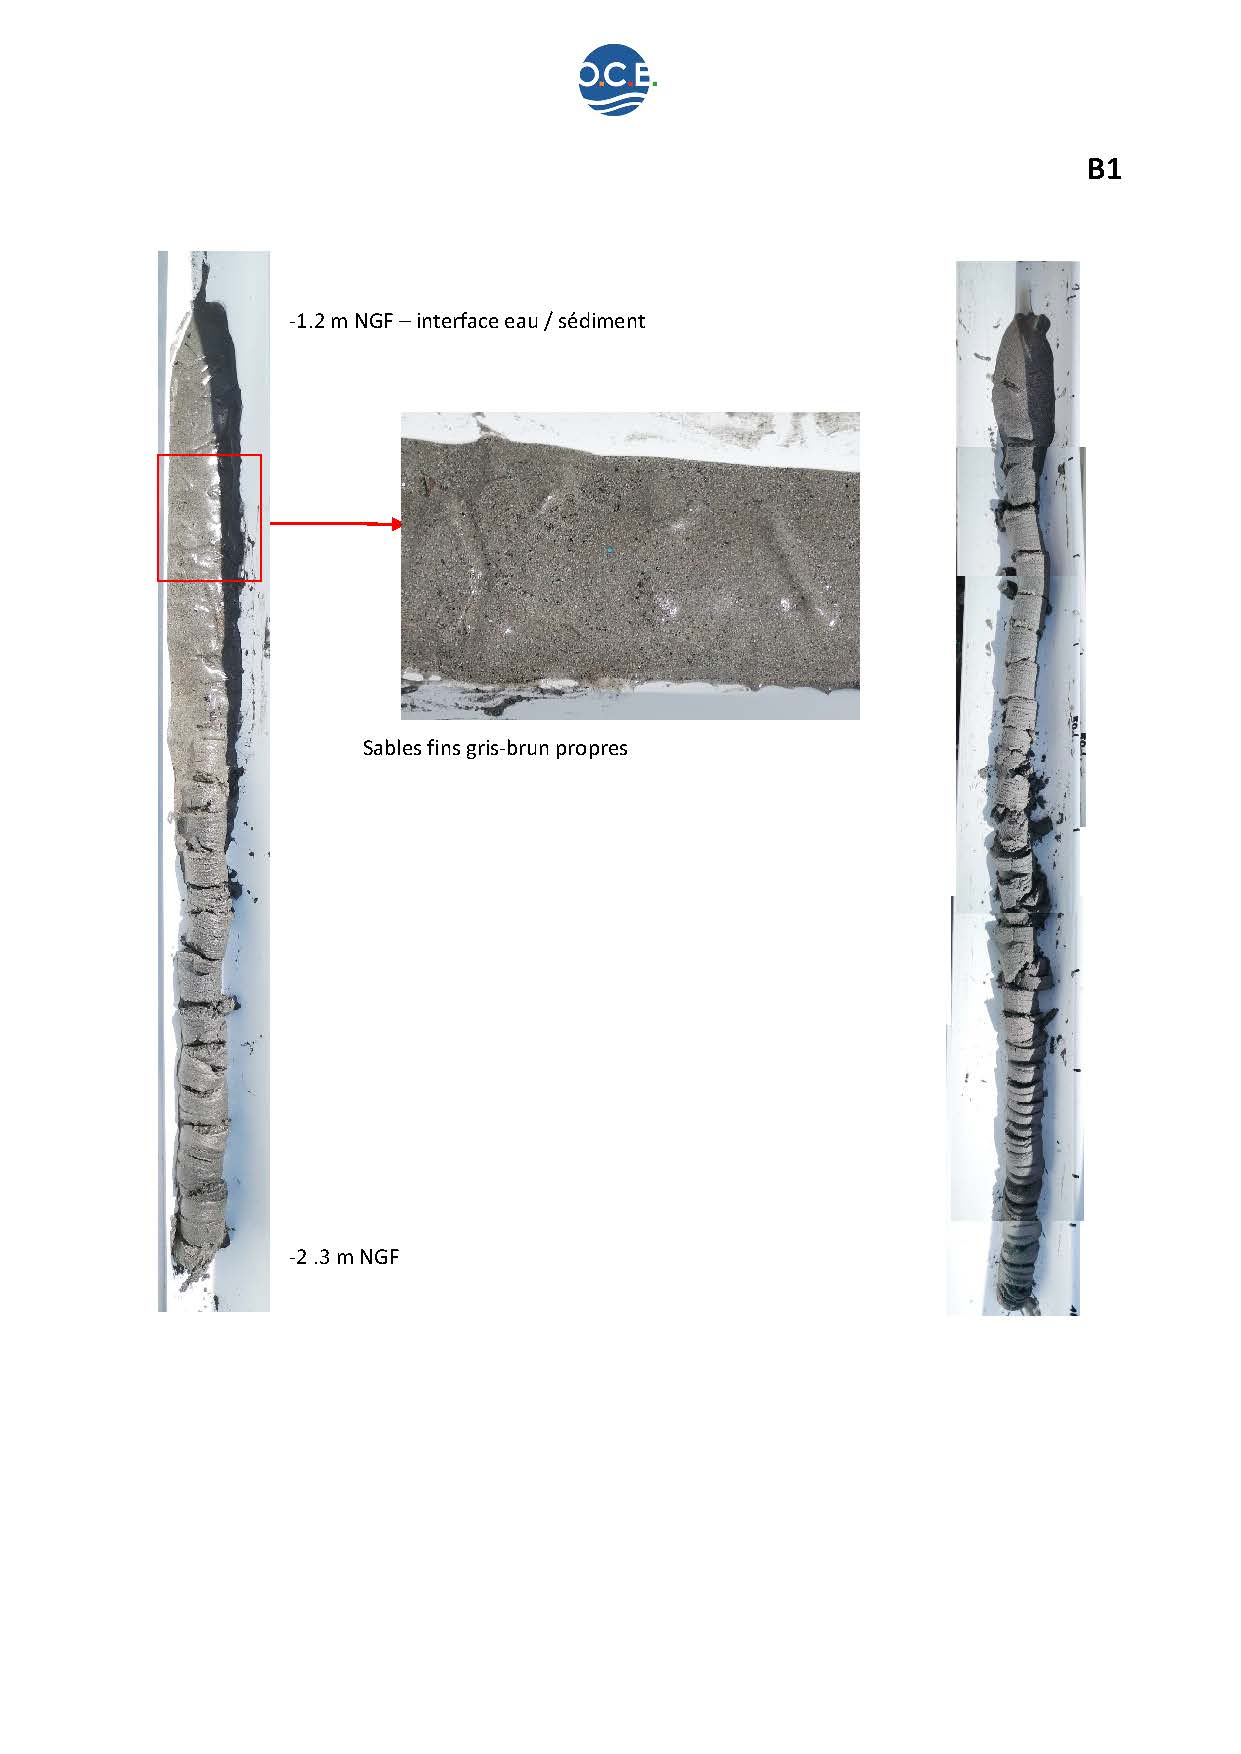 O.C.E.
B1
-1.2 m NGF – interface eau / sédiment
Sables fins gris-brun propres
-2 .3 m NGF